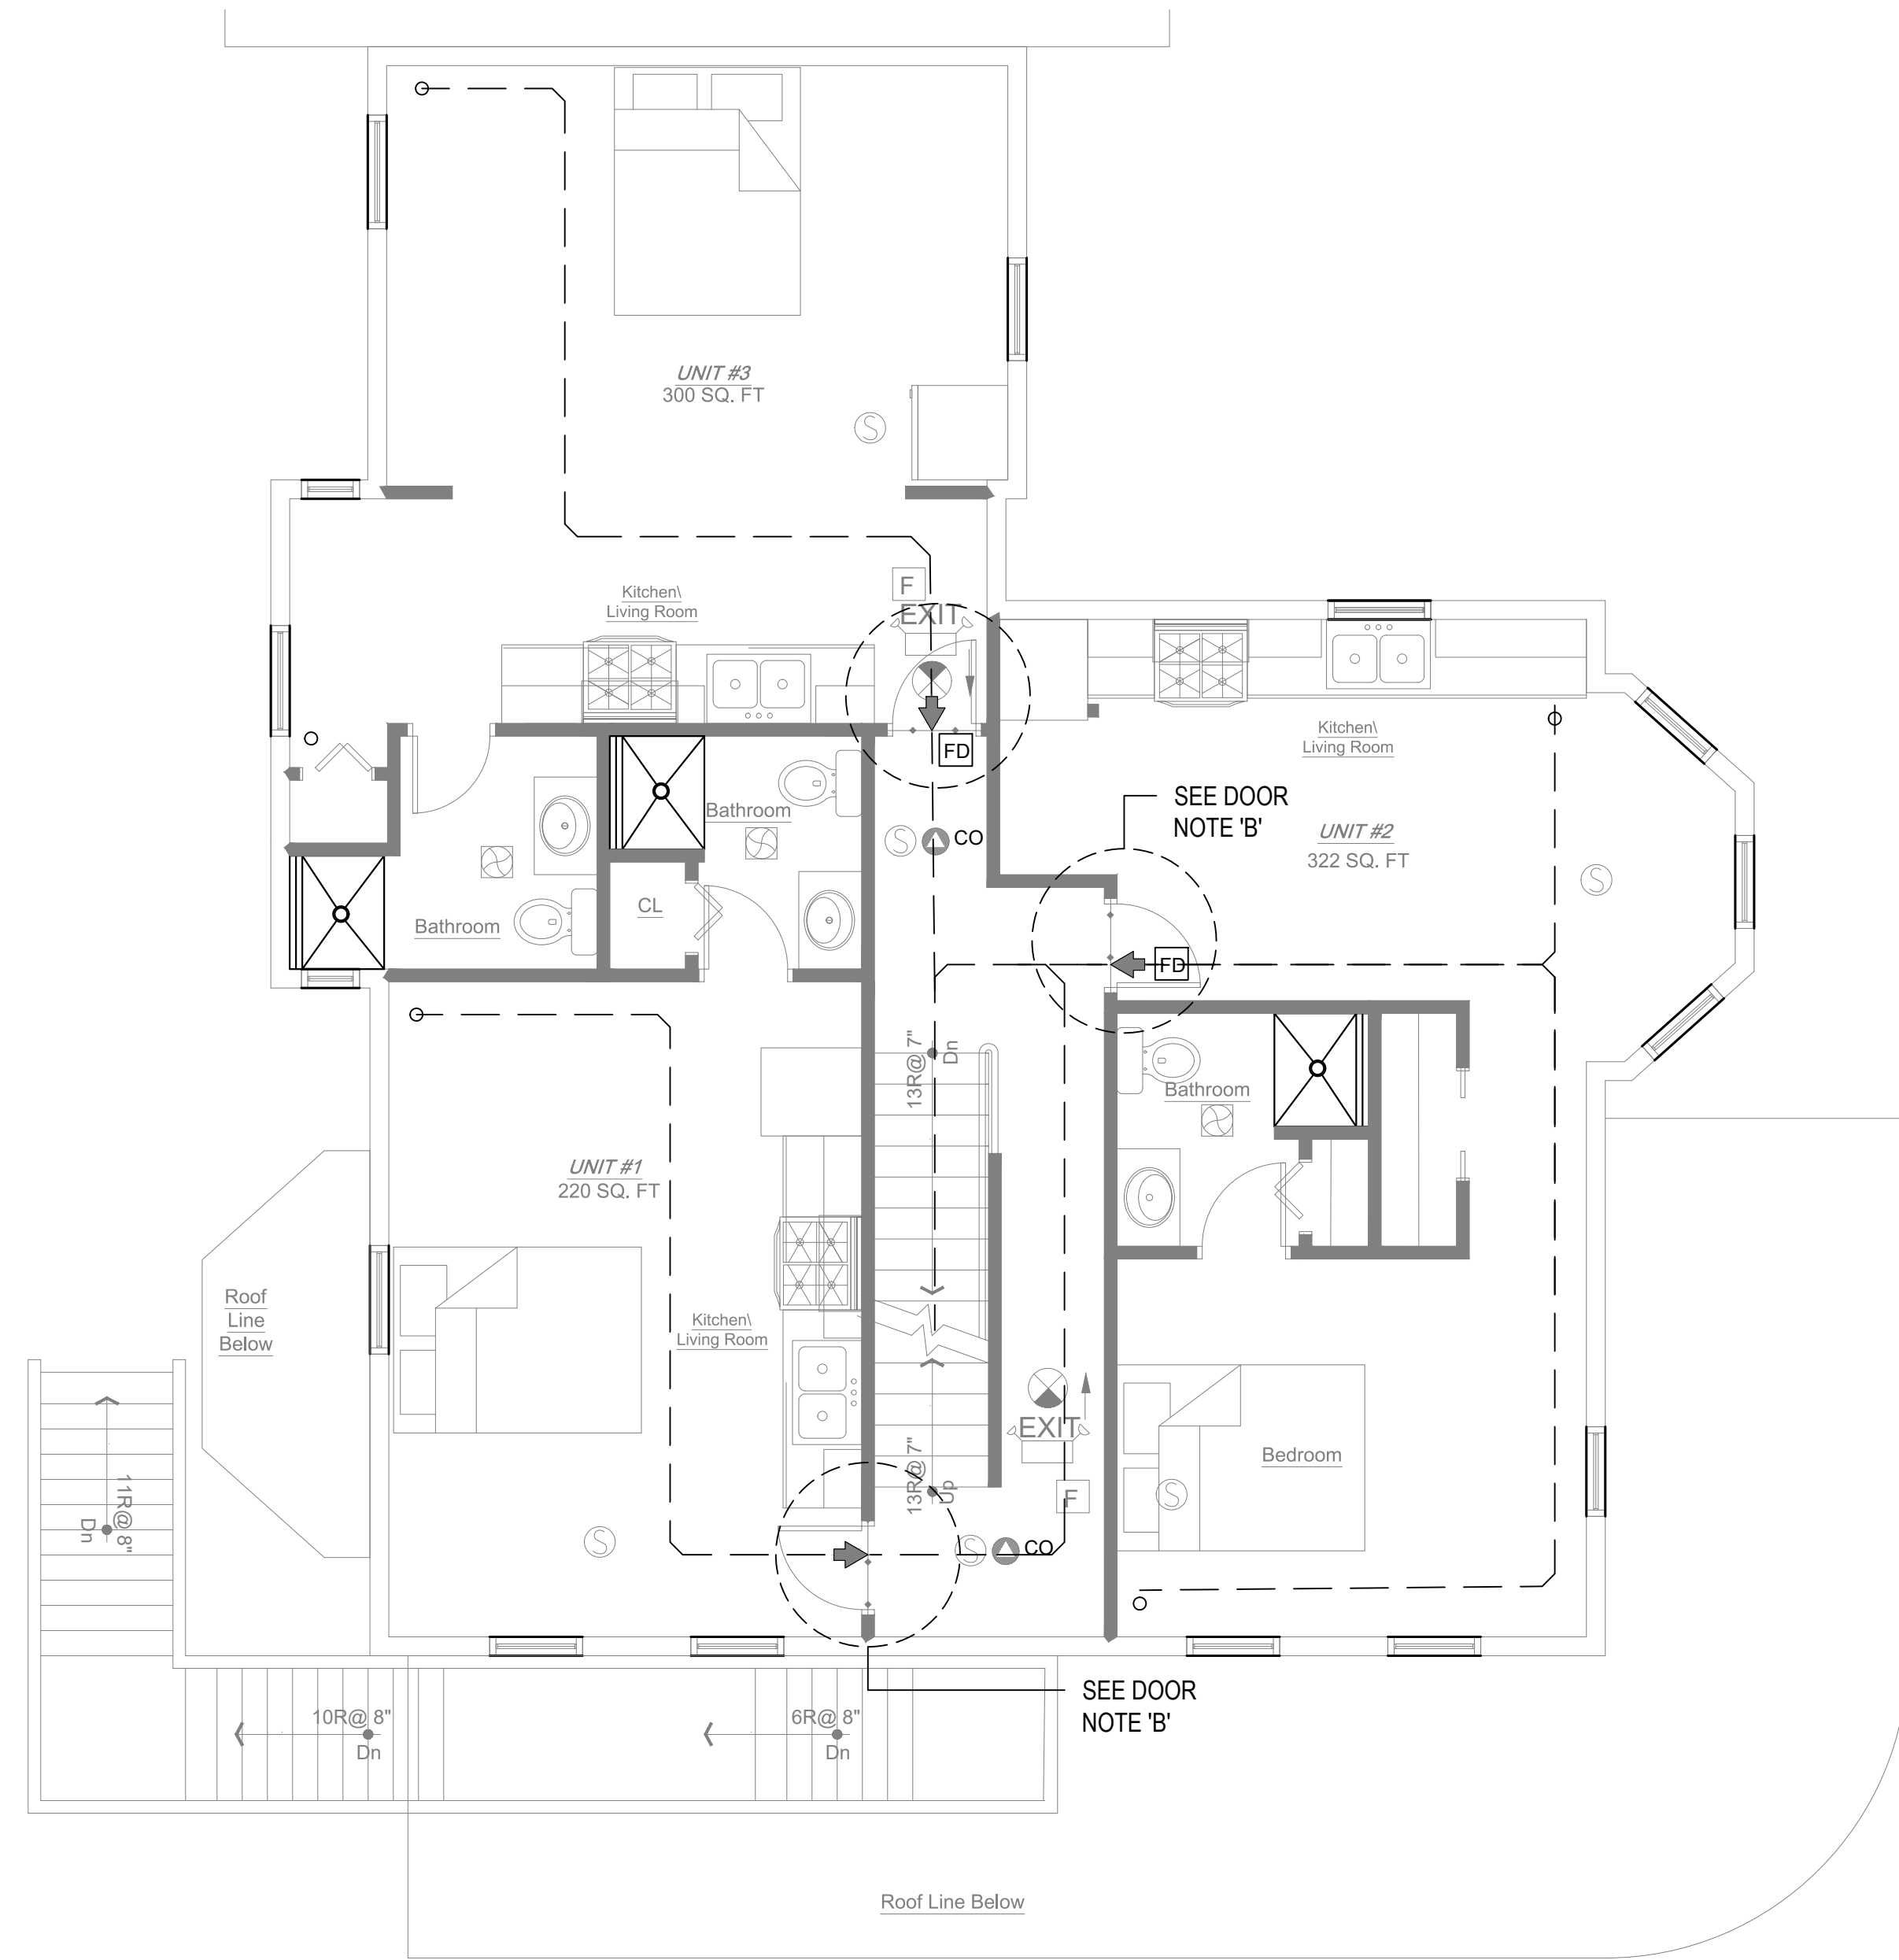 UNIT #3
300 SQ. FT
S
Kitchen\
Living Room
F
EXIT
FD
Kitchen\
Living Room
SEE DOOR
NOTE 'B'
UNIT #2
322 SQ. FT
S
Bathroom
S
CO
CL
Bathroom
FD
13R@ 7"
Dn
Bathroom
UNIT #1
220 SQ. FT
Roof
Line
Below
Kitchen\
Living Room
EXIT
Bedroom
11R@ 8"
Dn
13R@ 7"
Up
F
S
S
S
CO
SEE DOOR
NOTE 'B'
10R@ 8"
Dn
6R@ 8"
Dn
Roof Line Below